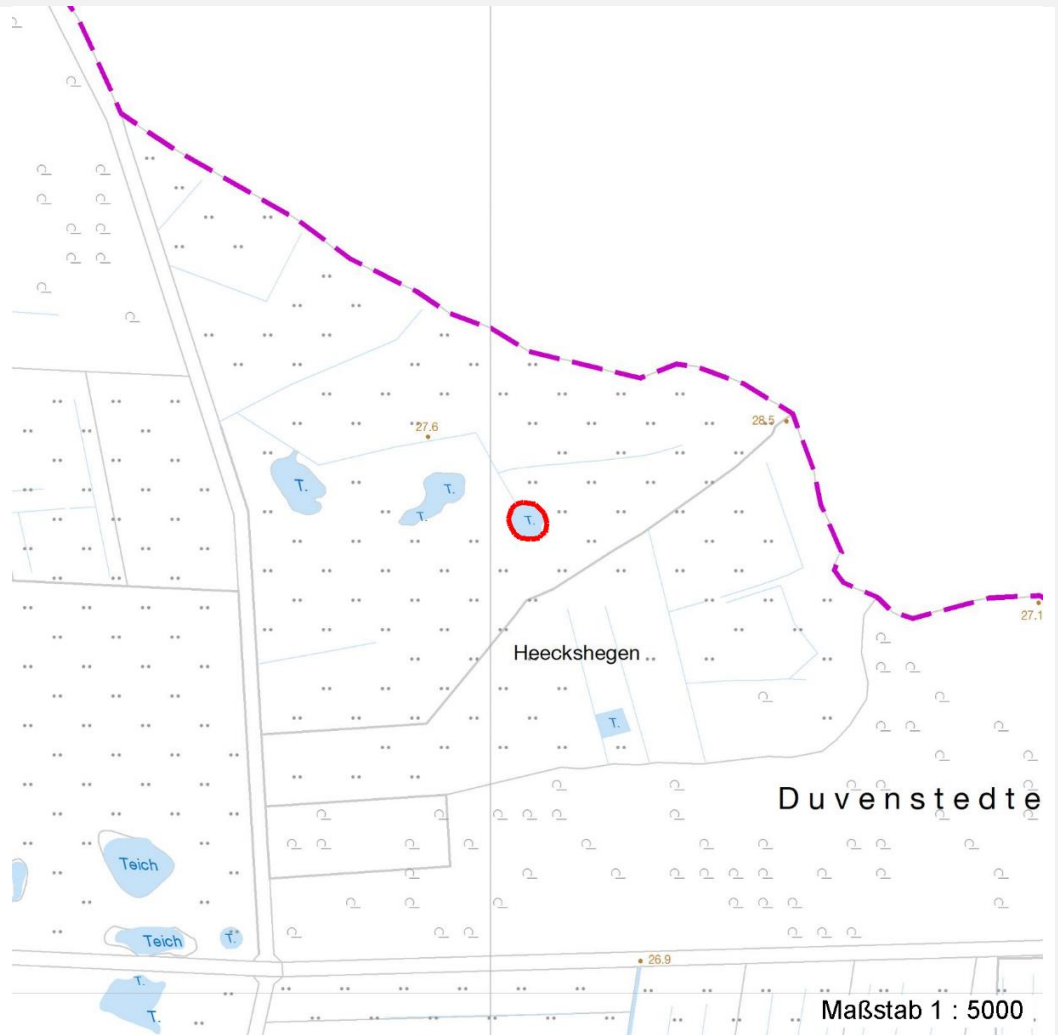 27.6
28.5
T.
T.
T.
T.
27.1
Heeckshegen
T.
Duvenstedte
Teich
Teich
T.
26.9
T.
T.
Maßstab 1 : 5000